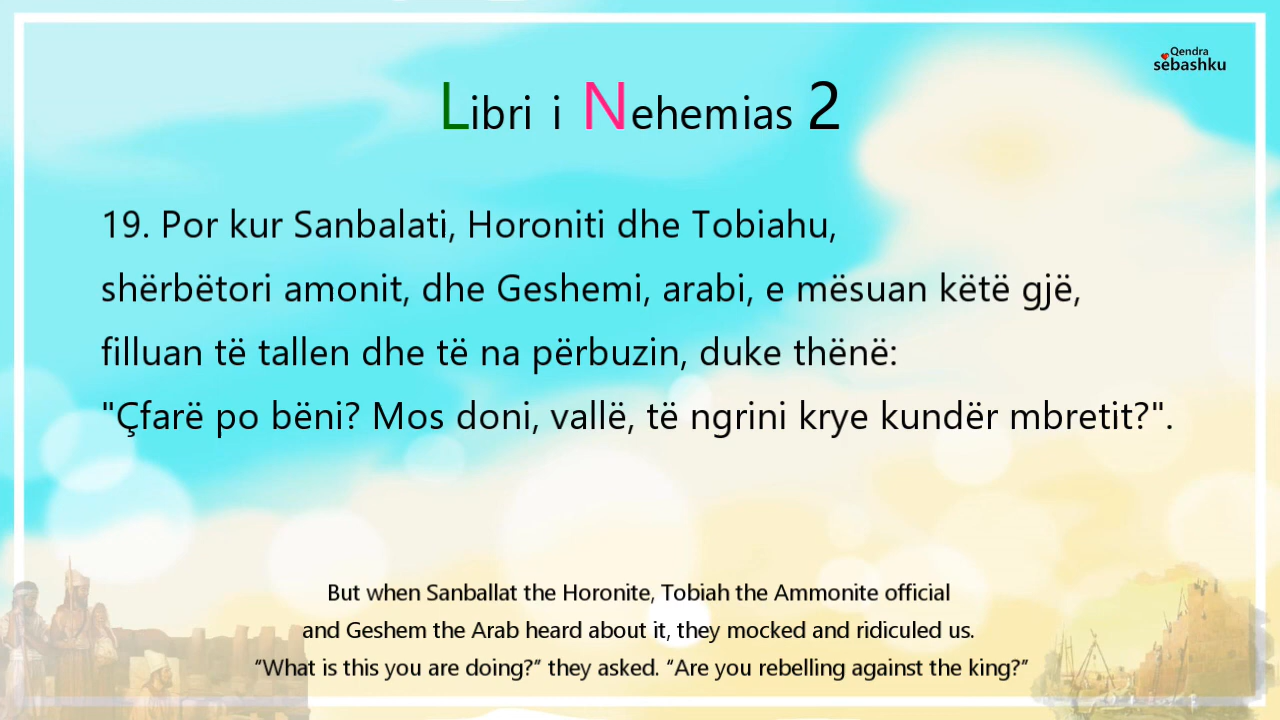 Qendra
sëbashku
Libri i Nehemias 2
19. Por kur Sanbalati, Horoniti dhe Tobiahu,
shërbëtori amonit, dhe Geshemi, arabi, e mësuan këtë gjë,
filluan të tallen dhe të na përbuzin, duke thënë:
"Çfarë po bëni? Mos doni, vallë, të ngrini krye kundër mbretit?".
But when Sanballat the Horonite, Tobiah the Ammonite official
and Geshem the Arab heard about it, they mocked and ridiculed us.
“What is this you are doing?” they asked. “Are you rebelling against the king?”